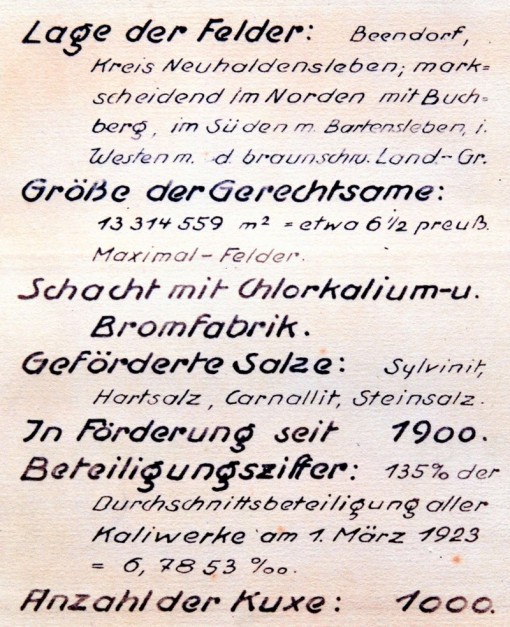 Lage der Felder: Beendorf,
Kreis Neuhaldensleben; mark=
scheidend im Norden mit Buch=
berg, im Süden m. Bartensleben, i.
Westen m. d. braunschw. Land-Gr.
Größe der Gerechtsame:
13 314 559 m² = etwa 6 1/2 preuß.
Maximal-Felder.
Schacht mit Chlorkalium-u.
Bromfabrik.
Geförderte Salze: Sylvinit,
Hartsalz, Carnallit, Steinsalz.
In Förderung seit 1900.
Beteiligungsziffer: 135% der
Durchschnittsbeteiligung aller
Kaliwerke am 1. März 1923
= 6,7853 ‰.
Anzahl der Kuxe: 1000.